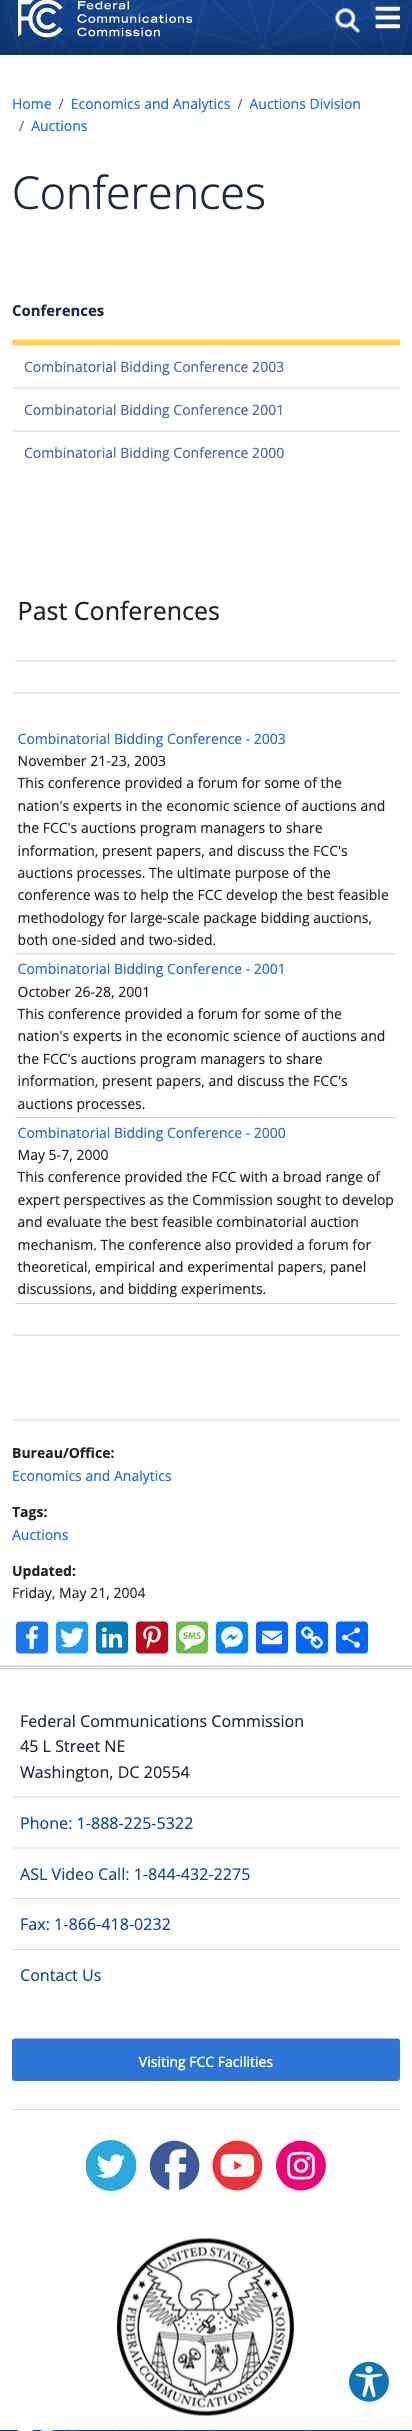 FC
Federal
Communications
Commission
Home / Economics and Analytics / Auctions Division
/ Auctions
Conferences
Conferences
Combinatorial Bidding Conference 2003
Combinatorial Bidding Conference 2001
Combinatorial Bidding Conference 2000
Past Conferences
Combinatorial Bidding Conference - 2003
November 21-23, 2003
This conference provided a forum for some of the
nation's experts in the economic science of auctions and
the FCC's auctions program managers to share
information, present papers, and discuss the FCC's
auctions processes. The ultimate purpose of the
conference was to help the FCC develop the best feasible
methodology for large-scale package bidding auctions,
both one-sided and two-sided.
Combinatorial Bidding Conference - 2001
October 26-28, 2001
This conference provided a forum for some of the
nation's experts in the economic science of auctions and
the FCC's auctions program managers to share
information, present papers, and discuss the FCC's
auctions processes.
Combinatorial Bidding Conference - 2000
May 5-7, 2000
This conference provided the FCC with a broad range of
expert perspectives as the Commission sought to develop
and evaluate the best feasible combinatorial auction
mechanism. The conference also provided a forum for
theoretical, empirical and experimental papers, panel
discussions, and bidding experiments.
Bureau/Office:
Economics and Analytics
Tags:
Auctions
Updated:
Friday, May 21, 2004
SMS
Federal Communications Commission
45 L Street NE
Washington, DC 20554
Phone: 1-888-225-5322
ASL Video Call: 1-844-432-2275
Fax: 1-866-418-0232
Contact Us
Visiting FCC Facilities
UNITED STATES
FEDERAL COMMUNICATIONS COMMISSION